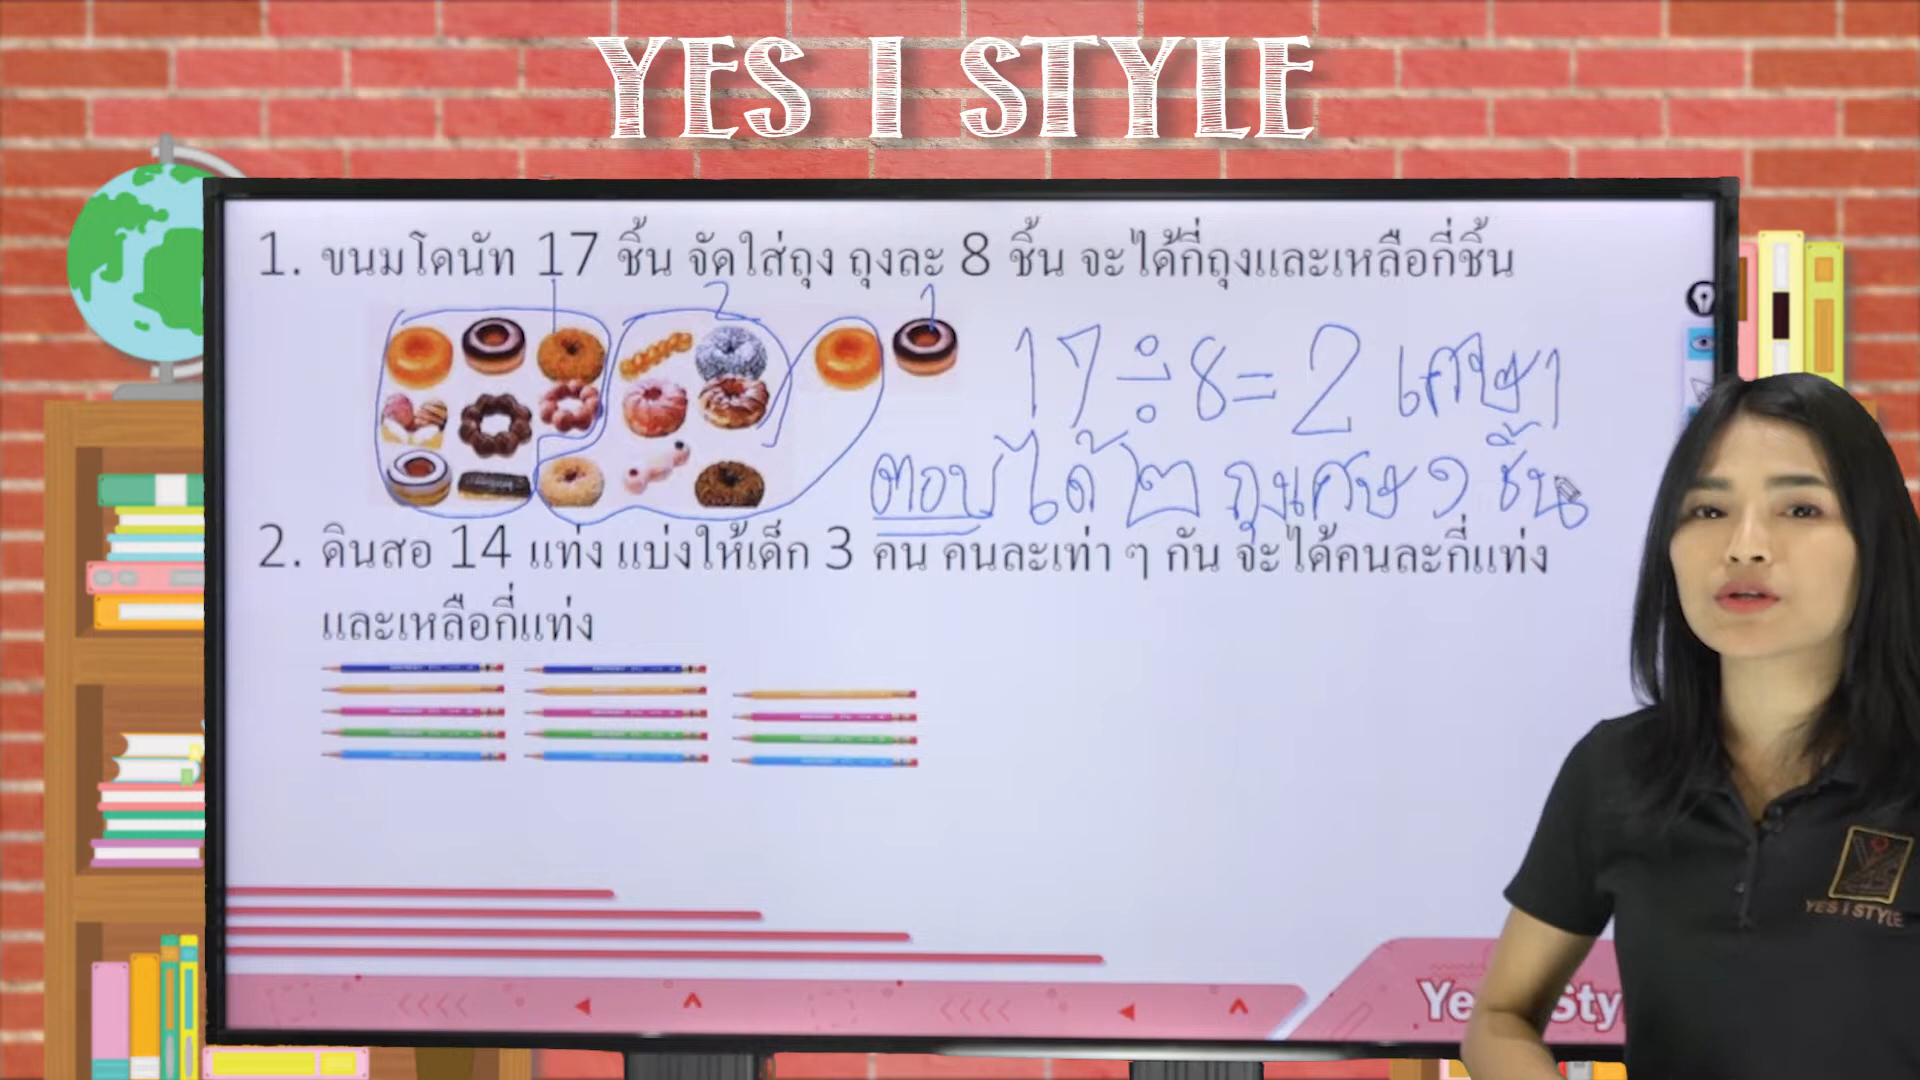 YES I STYLE
1. ขนมโดนัท 17 ชิ้น จัดใส่ถุง ถุงละ 8 ชิ้น จะได้กี่ถุงและเหลือกี่ชิ้น
2 1
17÷8=2 เศษ 1
ตอบ ได้ ๒ ถุง เศษ ๑ ชิ้น
2. ดินสอ 14 แท่ง แบ่งให้เด็ก 3 คน คนละเท่า ๆ กัน จะได้คนละกี่แท่ง
และเหลือกี่แท่ง
YES I STYLE